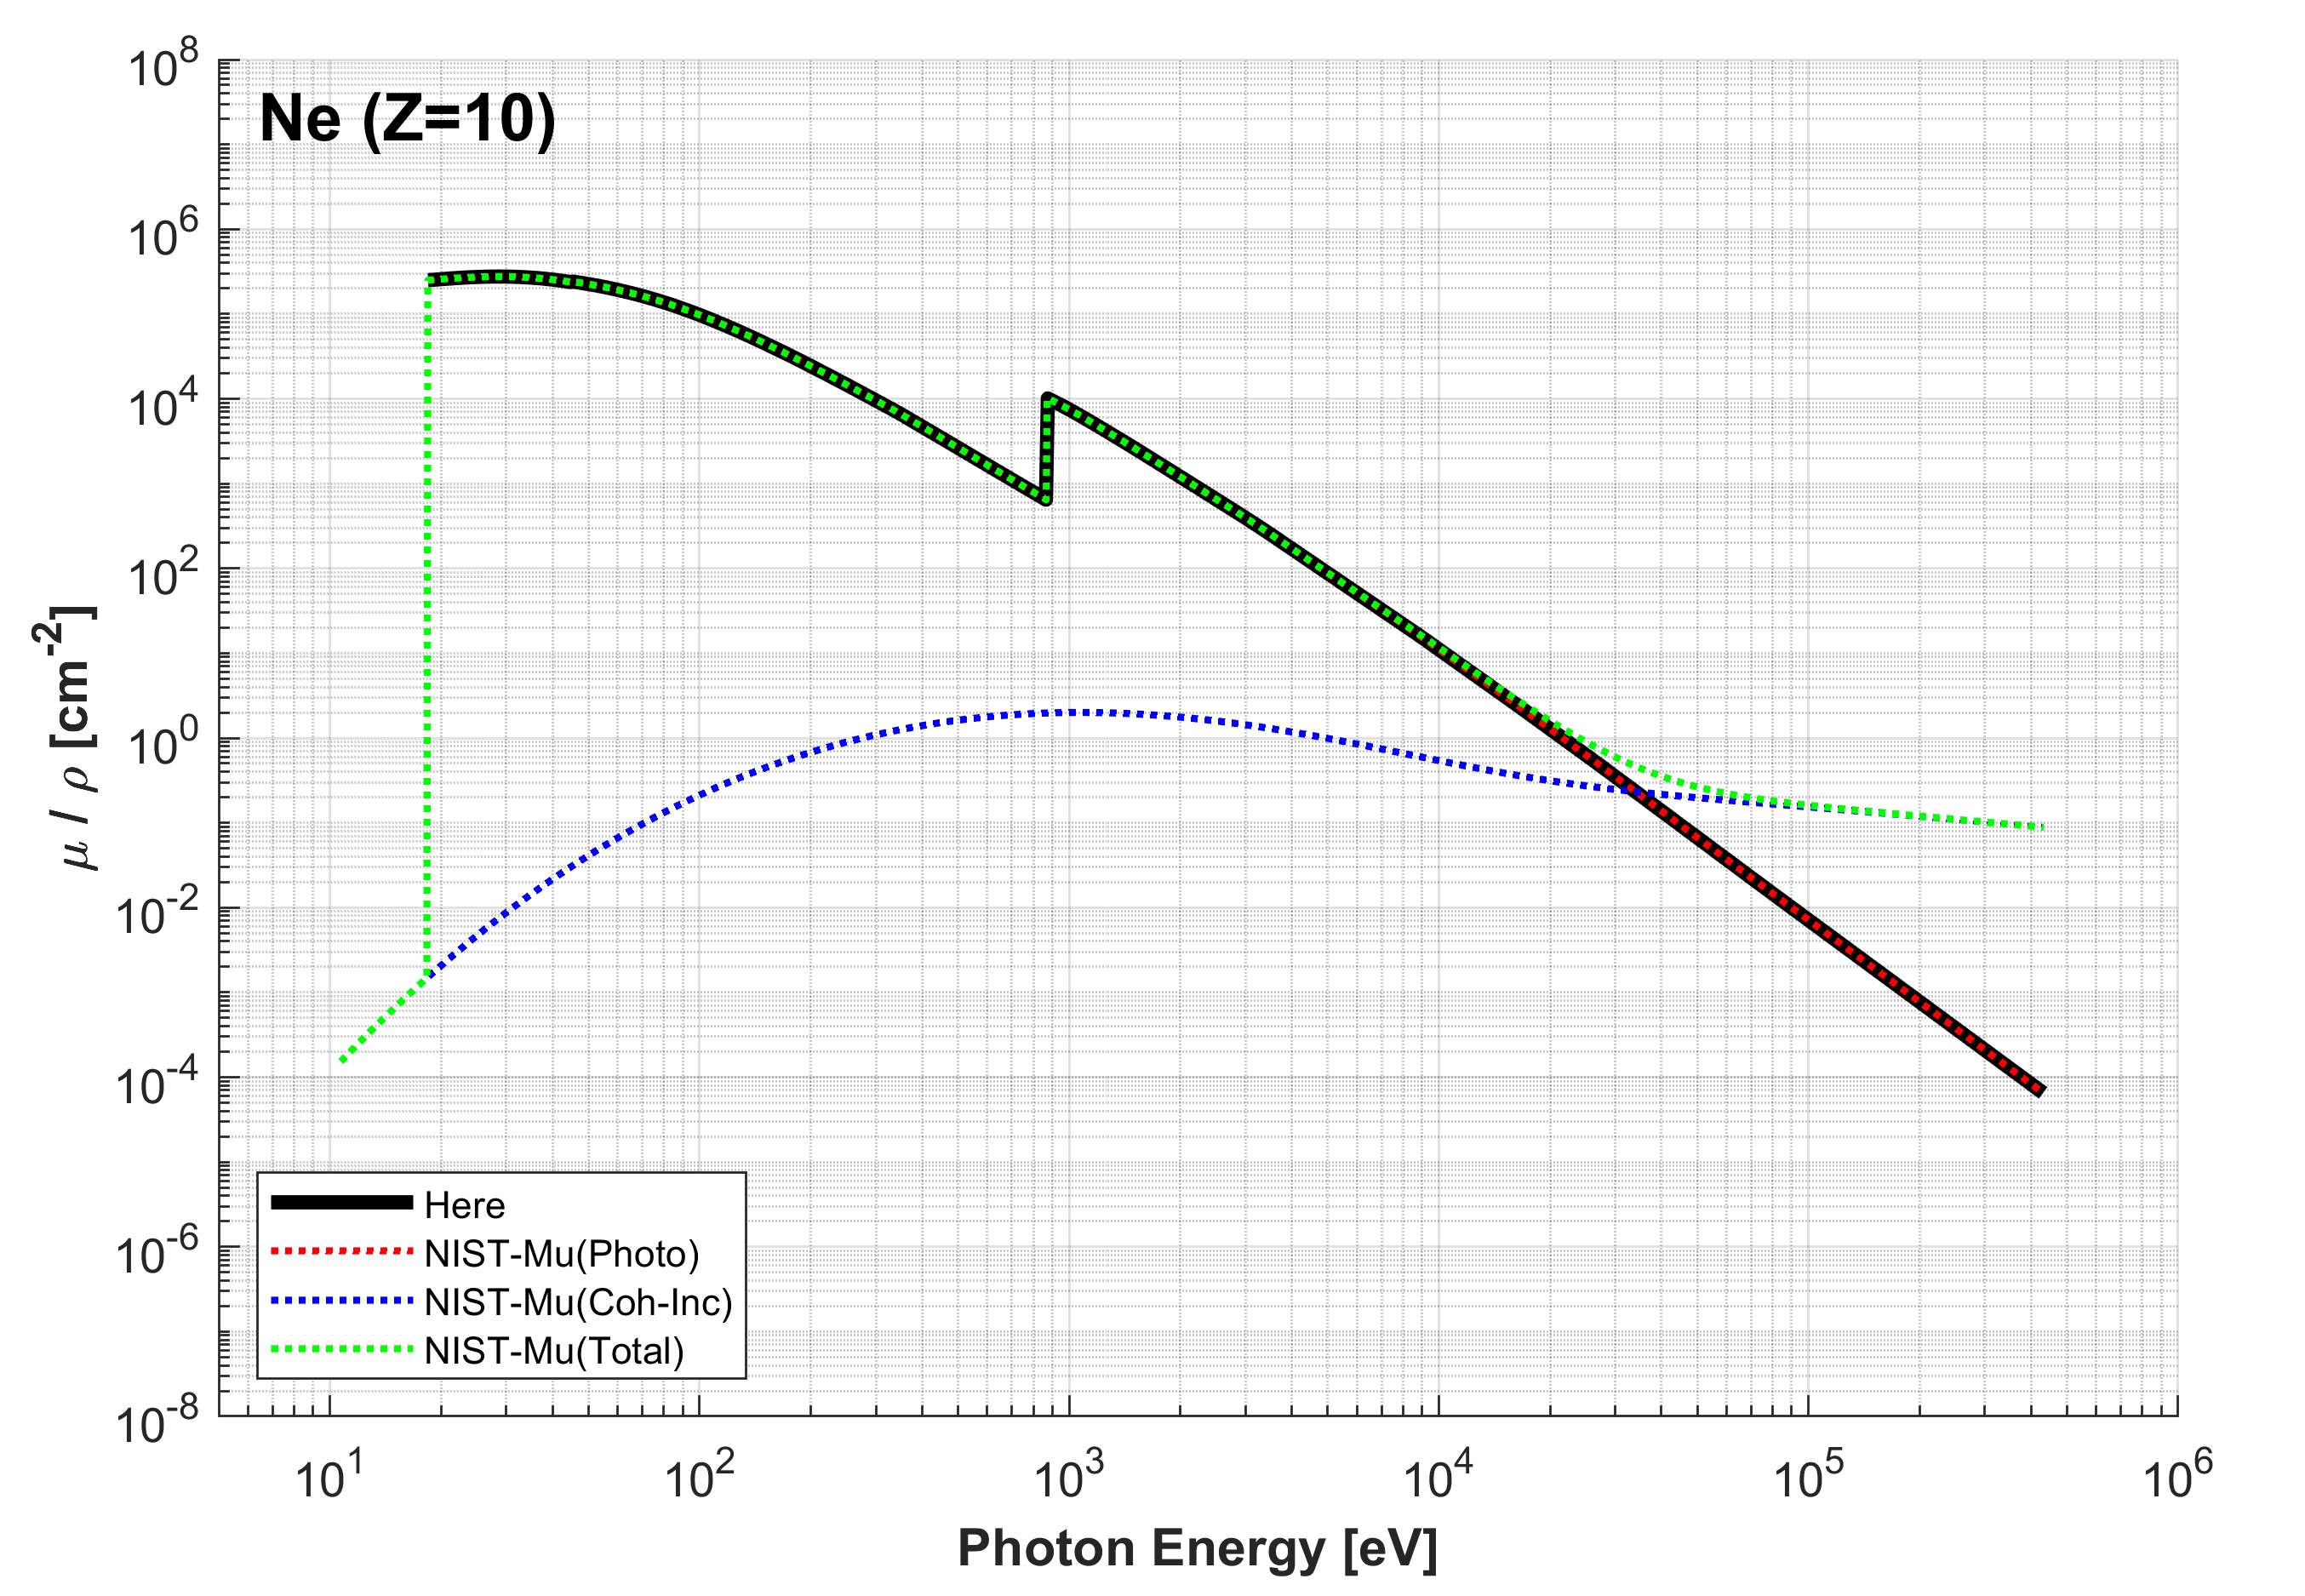 Ne (Z=10)
10^8
10^6
10^4
10^2
10^0
10^-2
10^-4
10^-6
10^-8
μ / ρ [cm^-2]
Here
NIST-Mu(Photo)
NIST-Mu(Coh-Inc)
NIST-Mu(Total)
10^1 10^2 10^3 10^4 10^5 10^6
Photon Energy [eV]